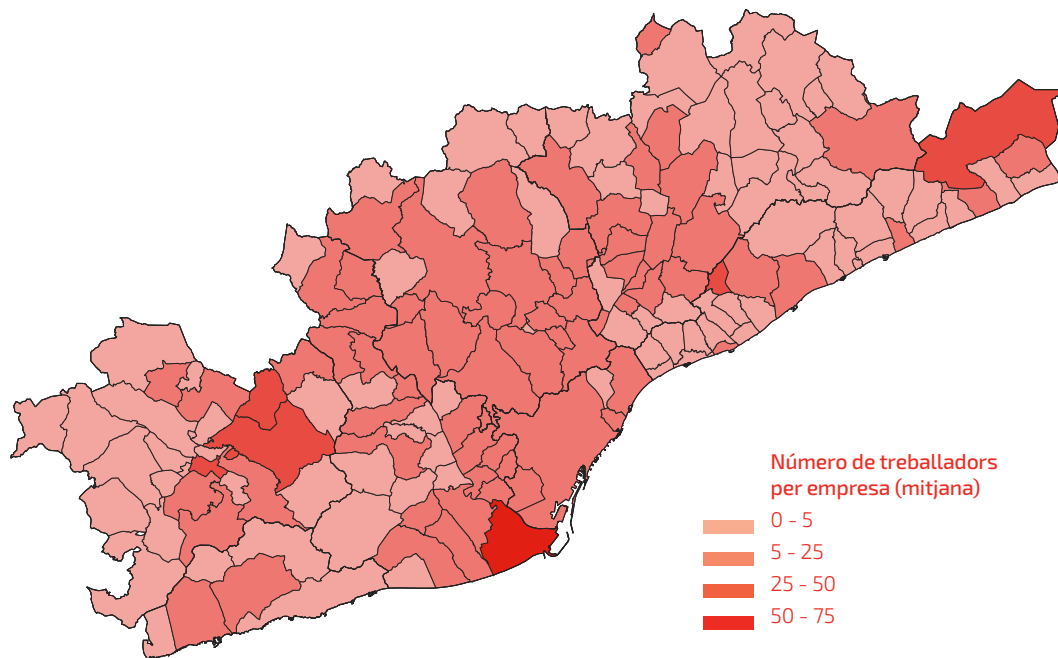 Número de treballadors
per empresa (mitjana)
0 - 5
5 - 25
25 - 50
50 - 75